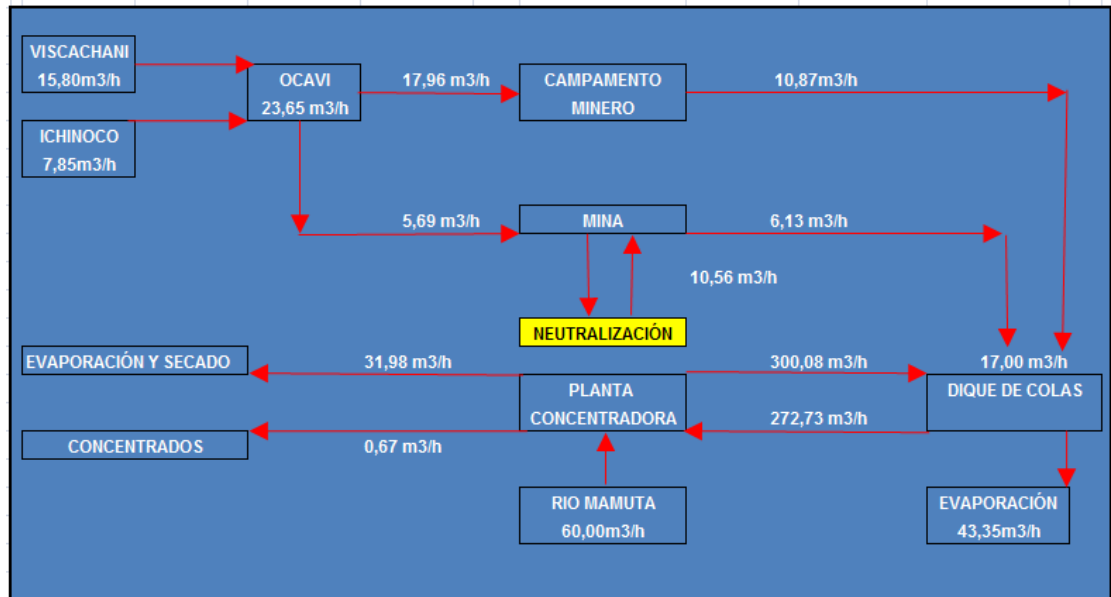 VISCACHANI
15,80m3/h
OCAVI
23,65 m3/h
17,96 m3/h
CAMPAMENTO
MINERO
10,87m3/h
ICHINOCO
7,85m3/h
5,69 m3/h
MINA
6,13 m3/h
10,56 m3/h
NEUTRALIZACIÓN
EVAPORACIÓN Y SECADO
31,98 m3/h
PLANTA
CONCENTRADORA
300,08 m3/h
17,00 m3/h
DIQUE DE COLAS
272,73 m3/h
CONCENTRADOS
0,67 m3/h
RIO MAMUTA
60,00m3/h
EVAPORACIÓN
43,35m3/h